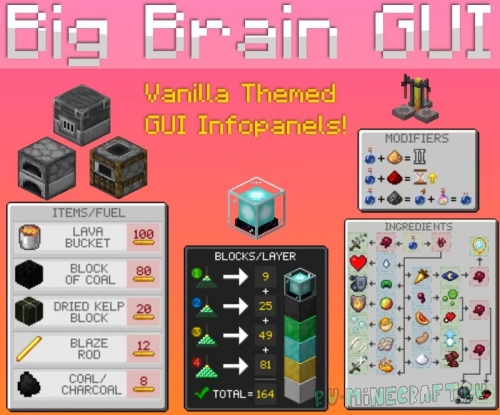 Big Brain GUI
Vanilla Themed
GUI Infopanels!
MODIFIERS
+ = II
+ =
+ = + =
ITEMS/FUEL
LAVA BUCKET 100
BLOCK OF COAL 80
DRIED KELP BLOCK 20
BLAZE ROD 12
COAL/ CHARCOAL 8
BLOCKS/LAYER
1 9
+
2 25
+
3 49
+
4 81
TOTAL=164
INGREDIENTS
BY-MINECRAFT.BY